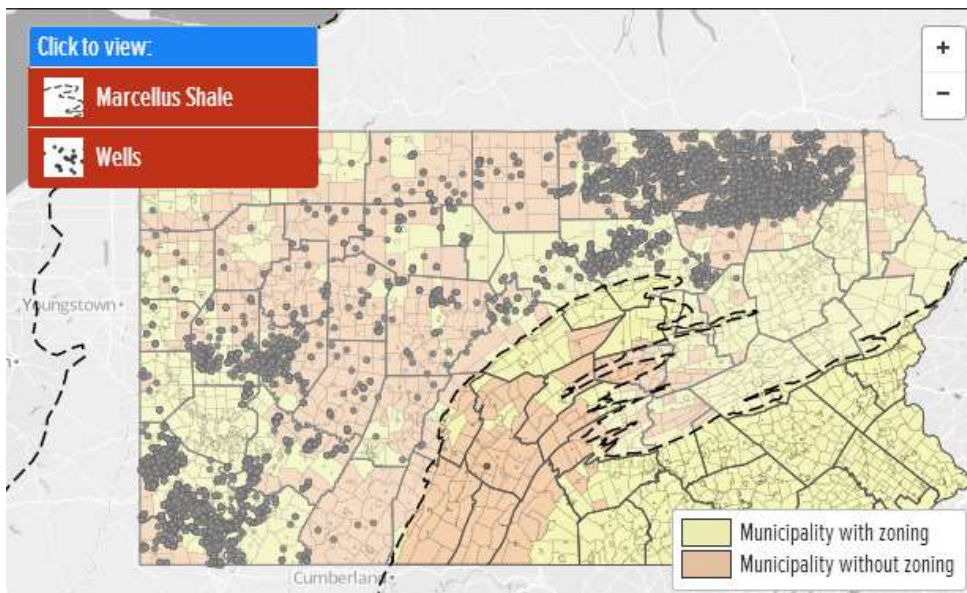 Click to view:
Marcellus Shale
Wells
+
−
Youngstown
Cumberland
Municipality with zoning
Municipality without zoning